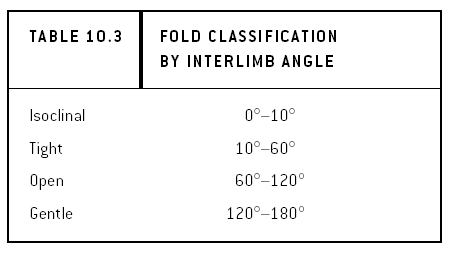 TABLE 10.3 FOLD CLASSIFICATION
BY INTERLIMB ANGLE
Isoclinal 0°–10°
Tight 10°–60°
Open 60°–120°
Gentle 120°–180°